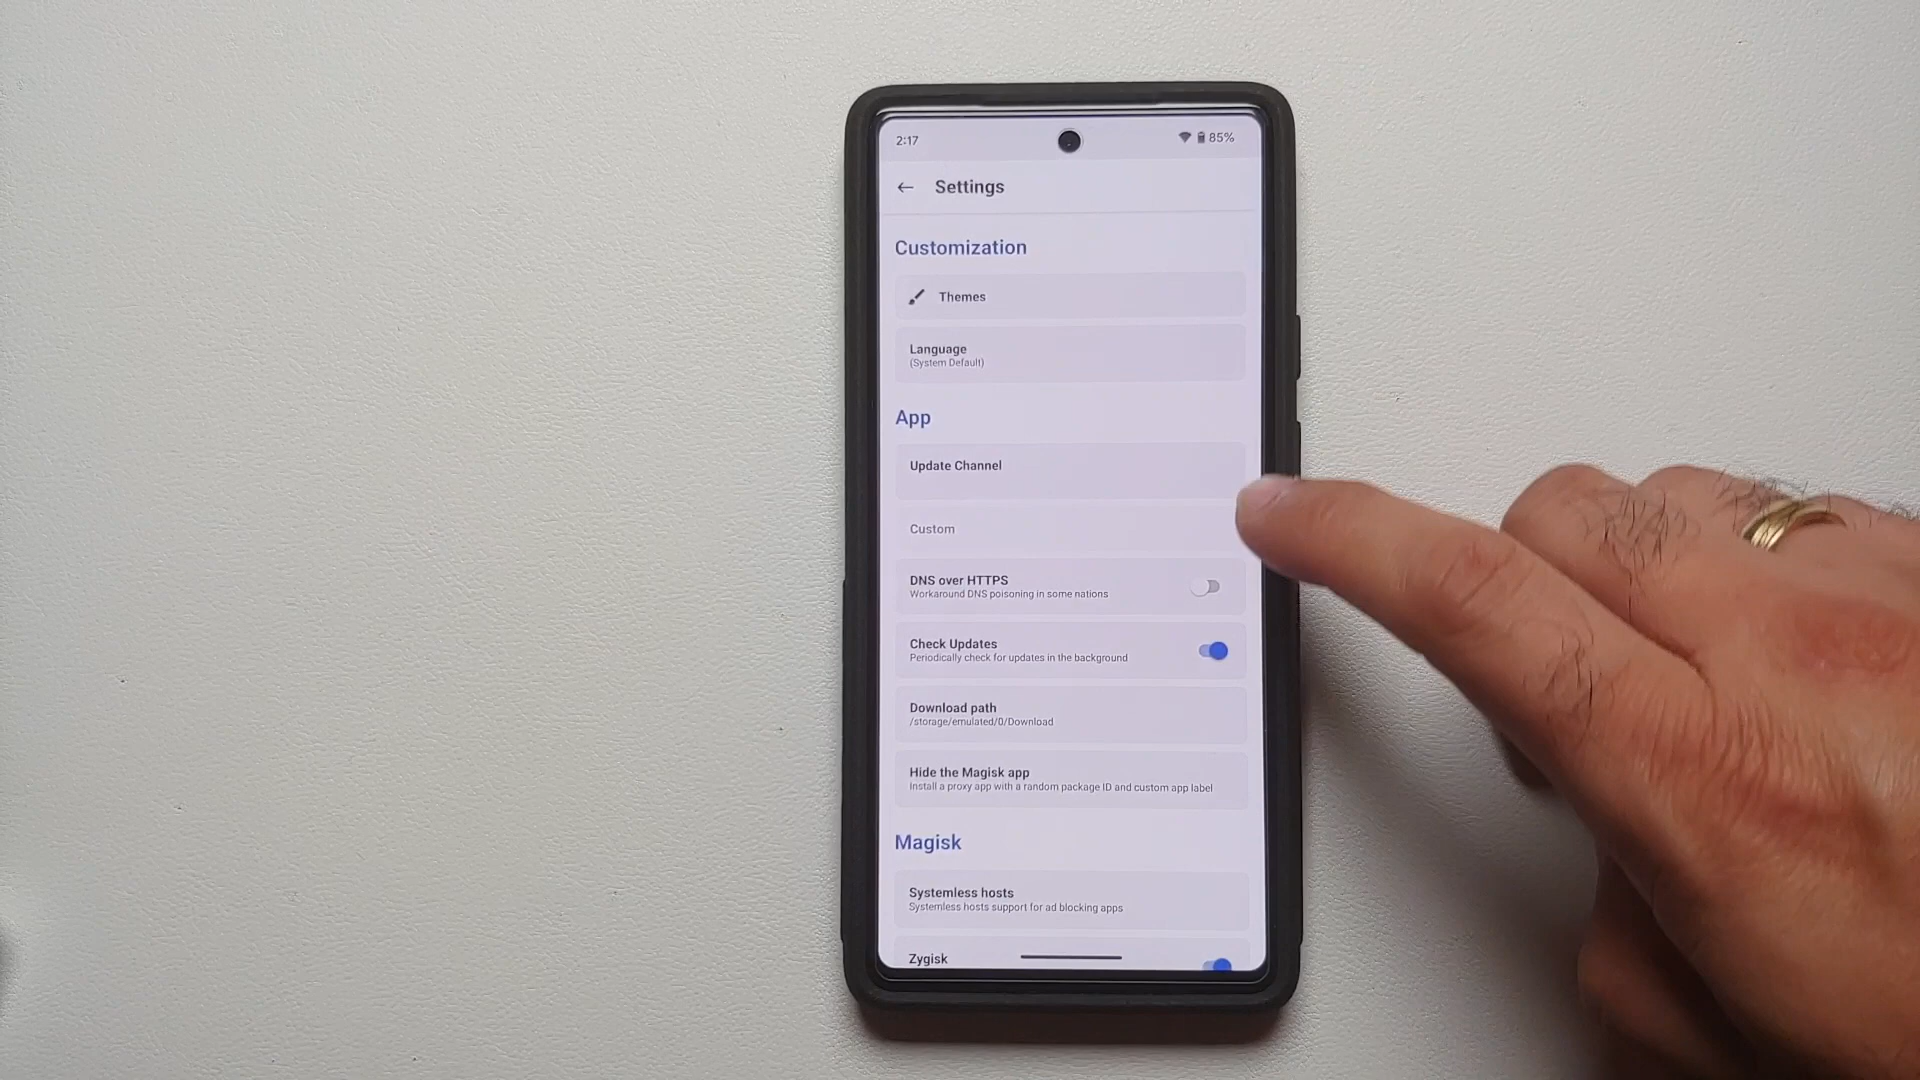 2:17
85%
Settings
Customization
Themes
Language
(System Default)
App
Update Channel
Custom
DNS over HTTPS
Workaround DNS poisoning in some nations
Check Updates
Periodically check for updates in the background
Download path
/storage/emulated/0/Download
Hide the Magisk app
Install a proxy app with a random package ID and custom app label
Magisk
Systemless hosts
Systemless hosts support for ad blocking apps
Zygisk